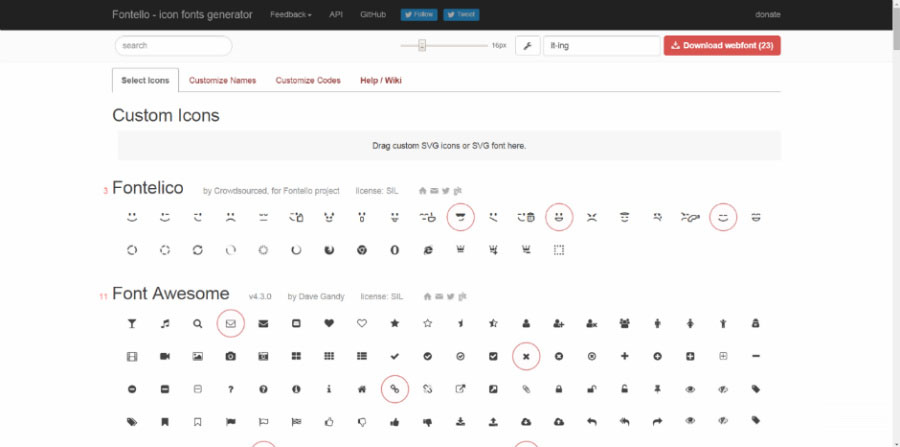 Fontello - icon fonts generator Feedback API GitHub Follow Tweet donate
search 16px it-ing Download webfont (23)
Select Icons Customize Names Customize Codes Help / Wiki
Custom Icons
Drag custom SVG icons or SVG font here.
3 Fontelico by Crowdsourced, for Fontello project license: SIL
11 Font Awesome v4.3.0 by Dave Gandy license: SIL